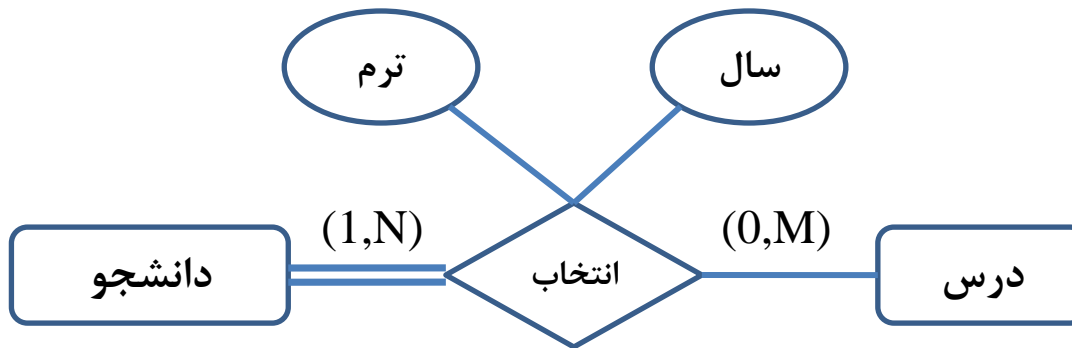 ترم
سال
(1,N)
(0,M)
دانشجو
انتخاب
درس